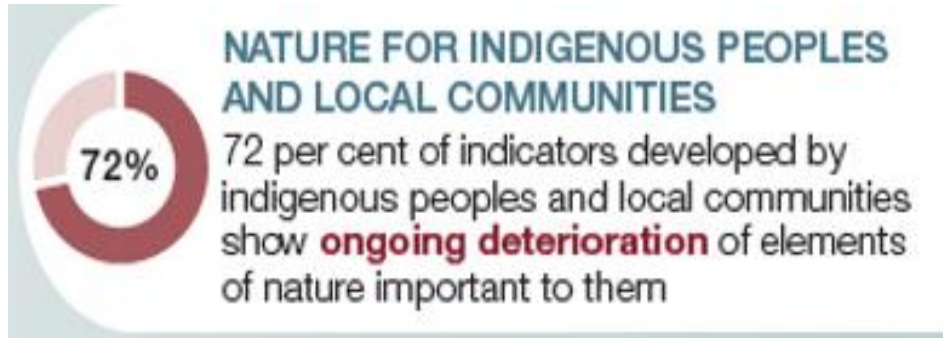 72%
NATURE FOR INDIGENOUS PEOPLES
AND LOCAL COMMUNITIES
72 per cent of indicators developed by
indigenous peoples and local communities
show ongoing deterioration of elements
of nature important to them